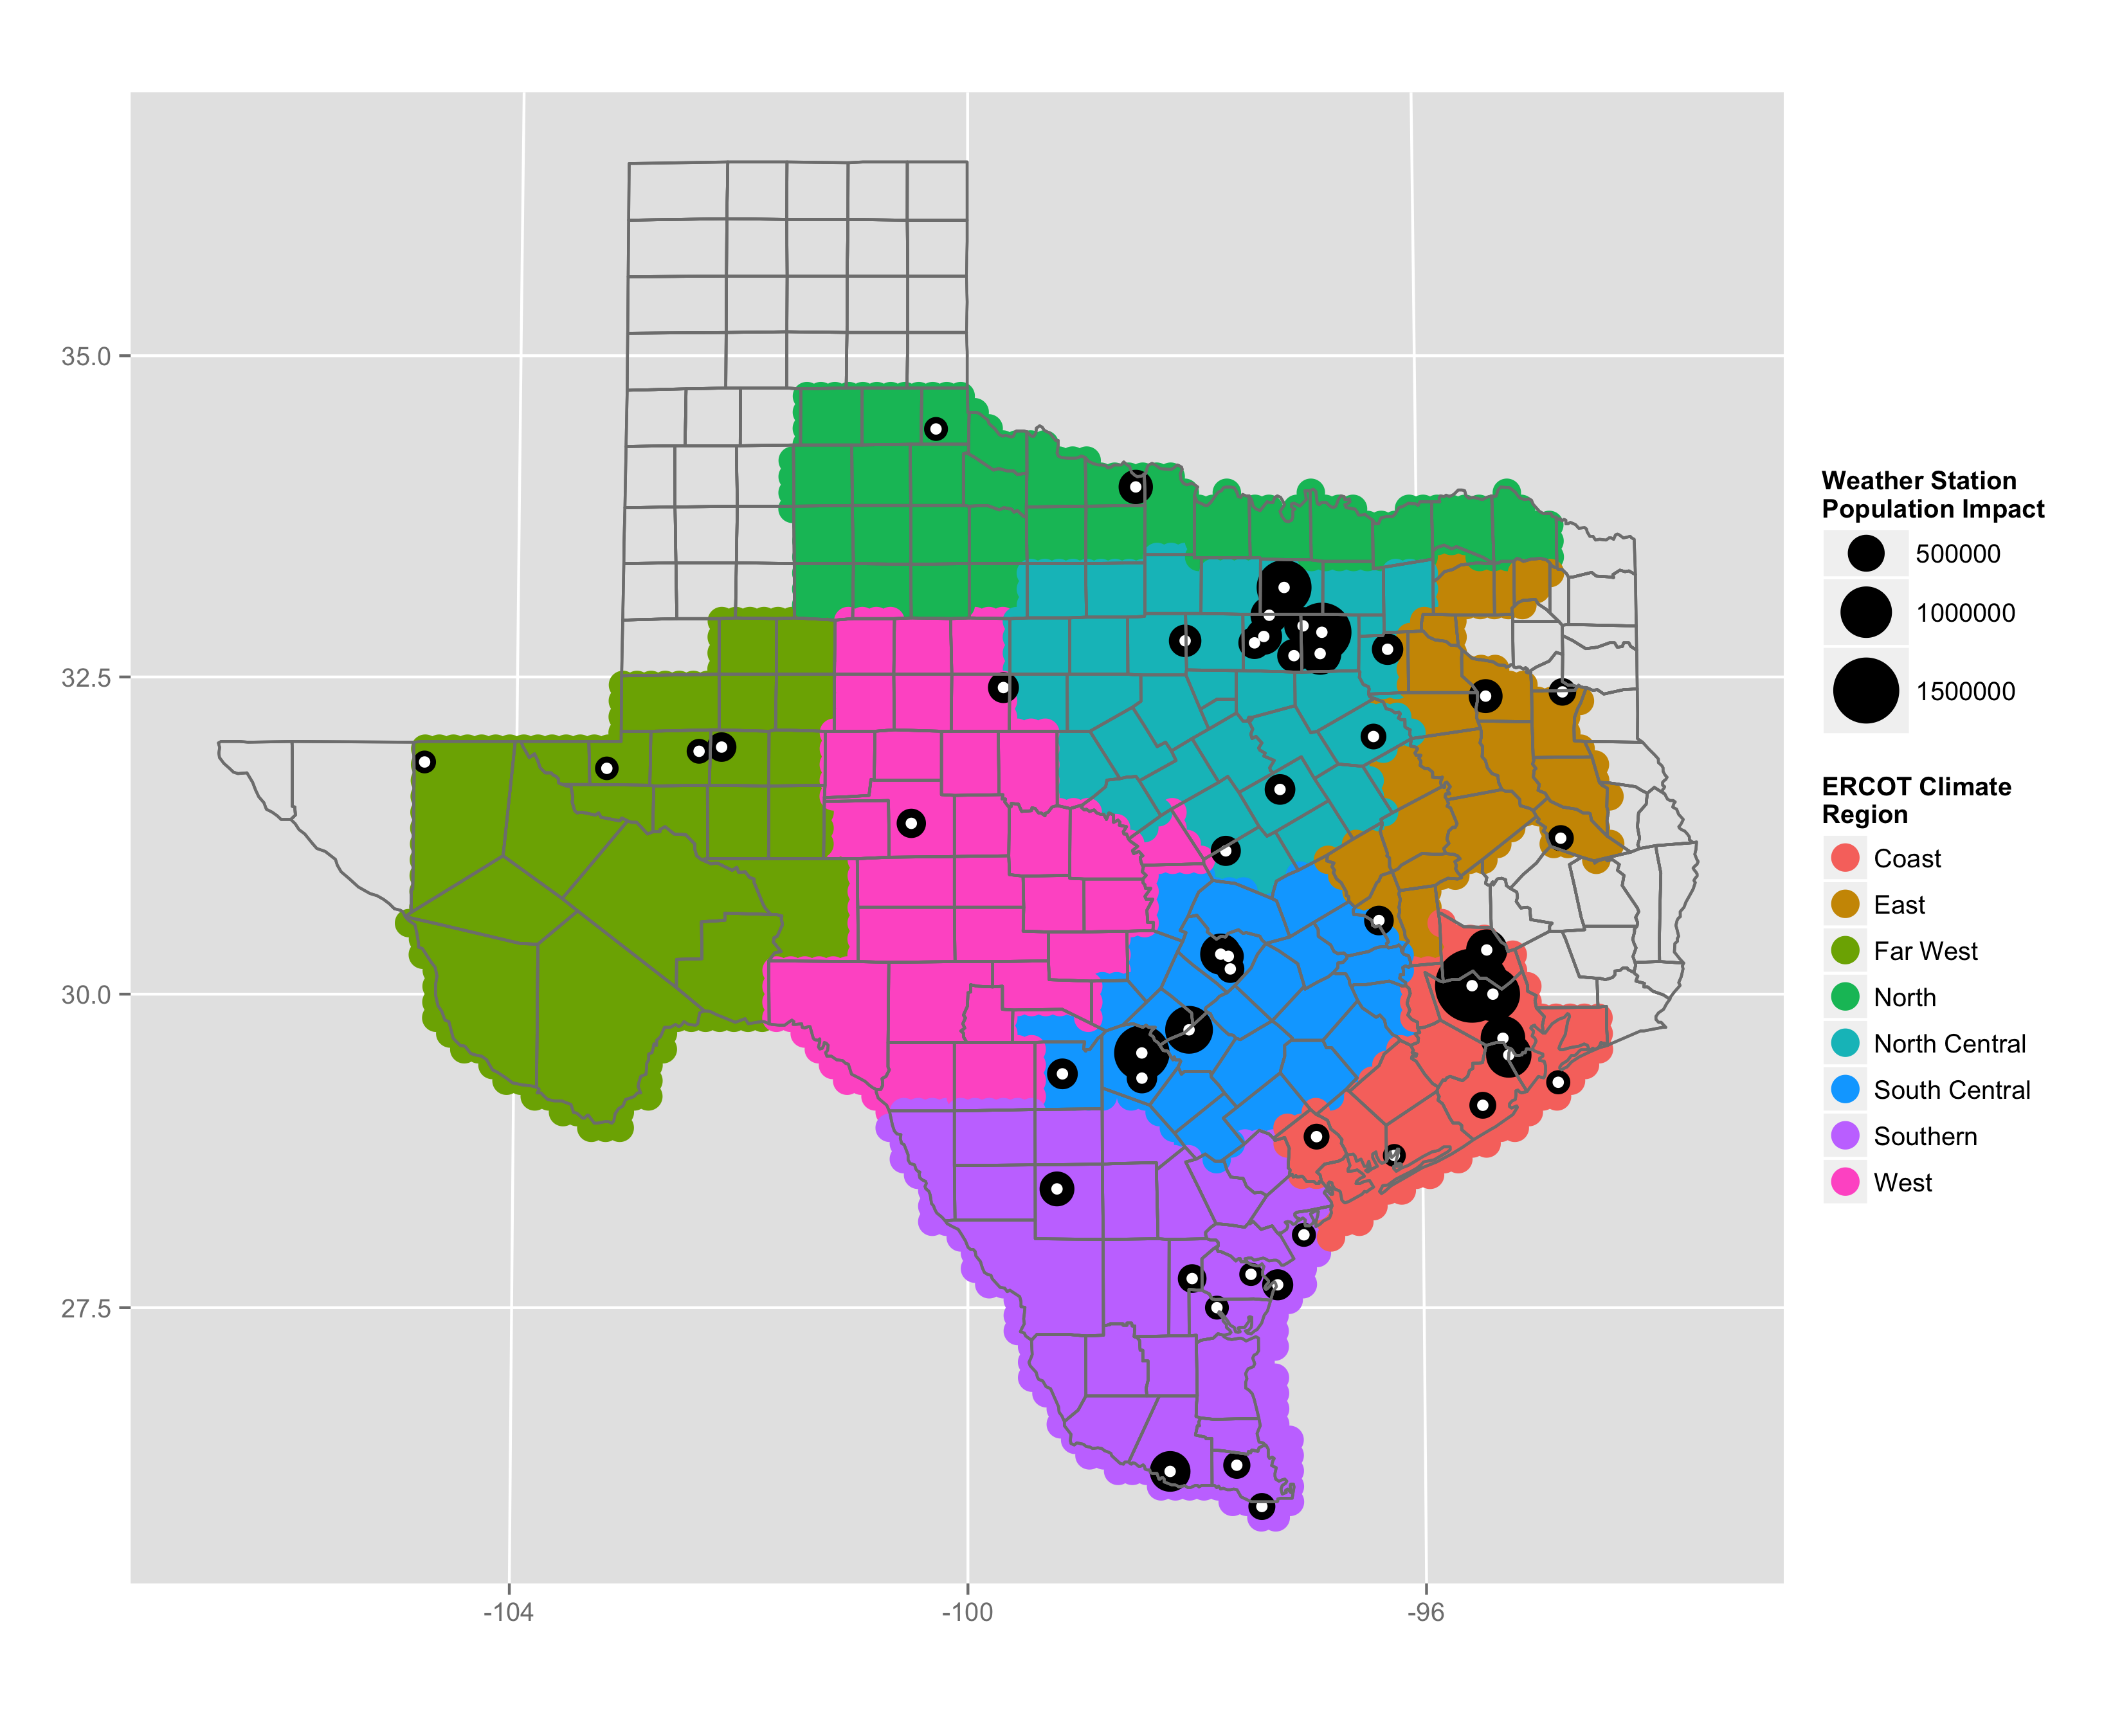 35.0
32.5
30.0
27.5
-104
-100
-96
Weather Station
Population Impact
500000
1000000
1500000
ERCOT Climate
Region
Coast
East
Far West
North
North Central
South Central
Southern
West